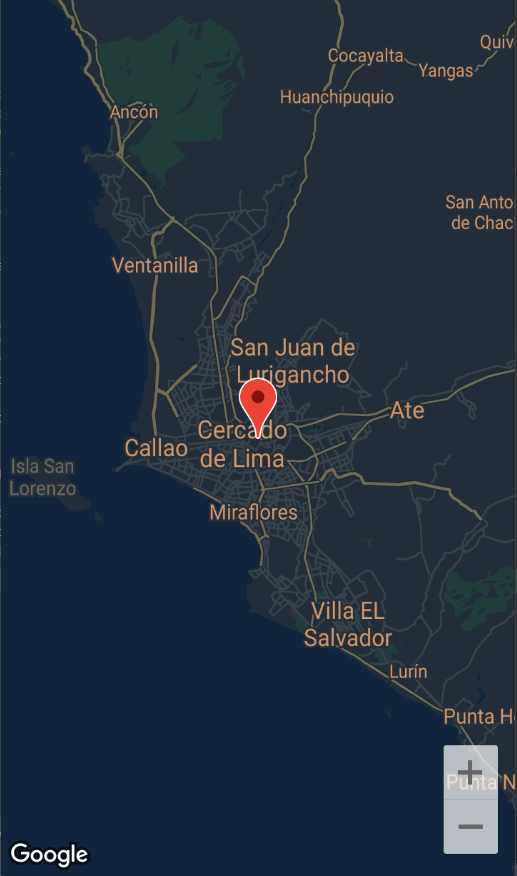 Quiv
Cocayalta
Yangas
Huanchipuquio
Ancón
San Anto
de Chac
Ventanilla
San Juan de
Lurigancho
Ate
Cercado
de Lima
Callao
Isla San
Lorenzo
Miraflores
Villa EL
Salvador
Lurín
Punta H
Punta N
+
−
Google